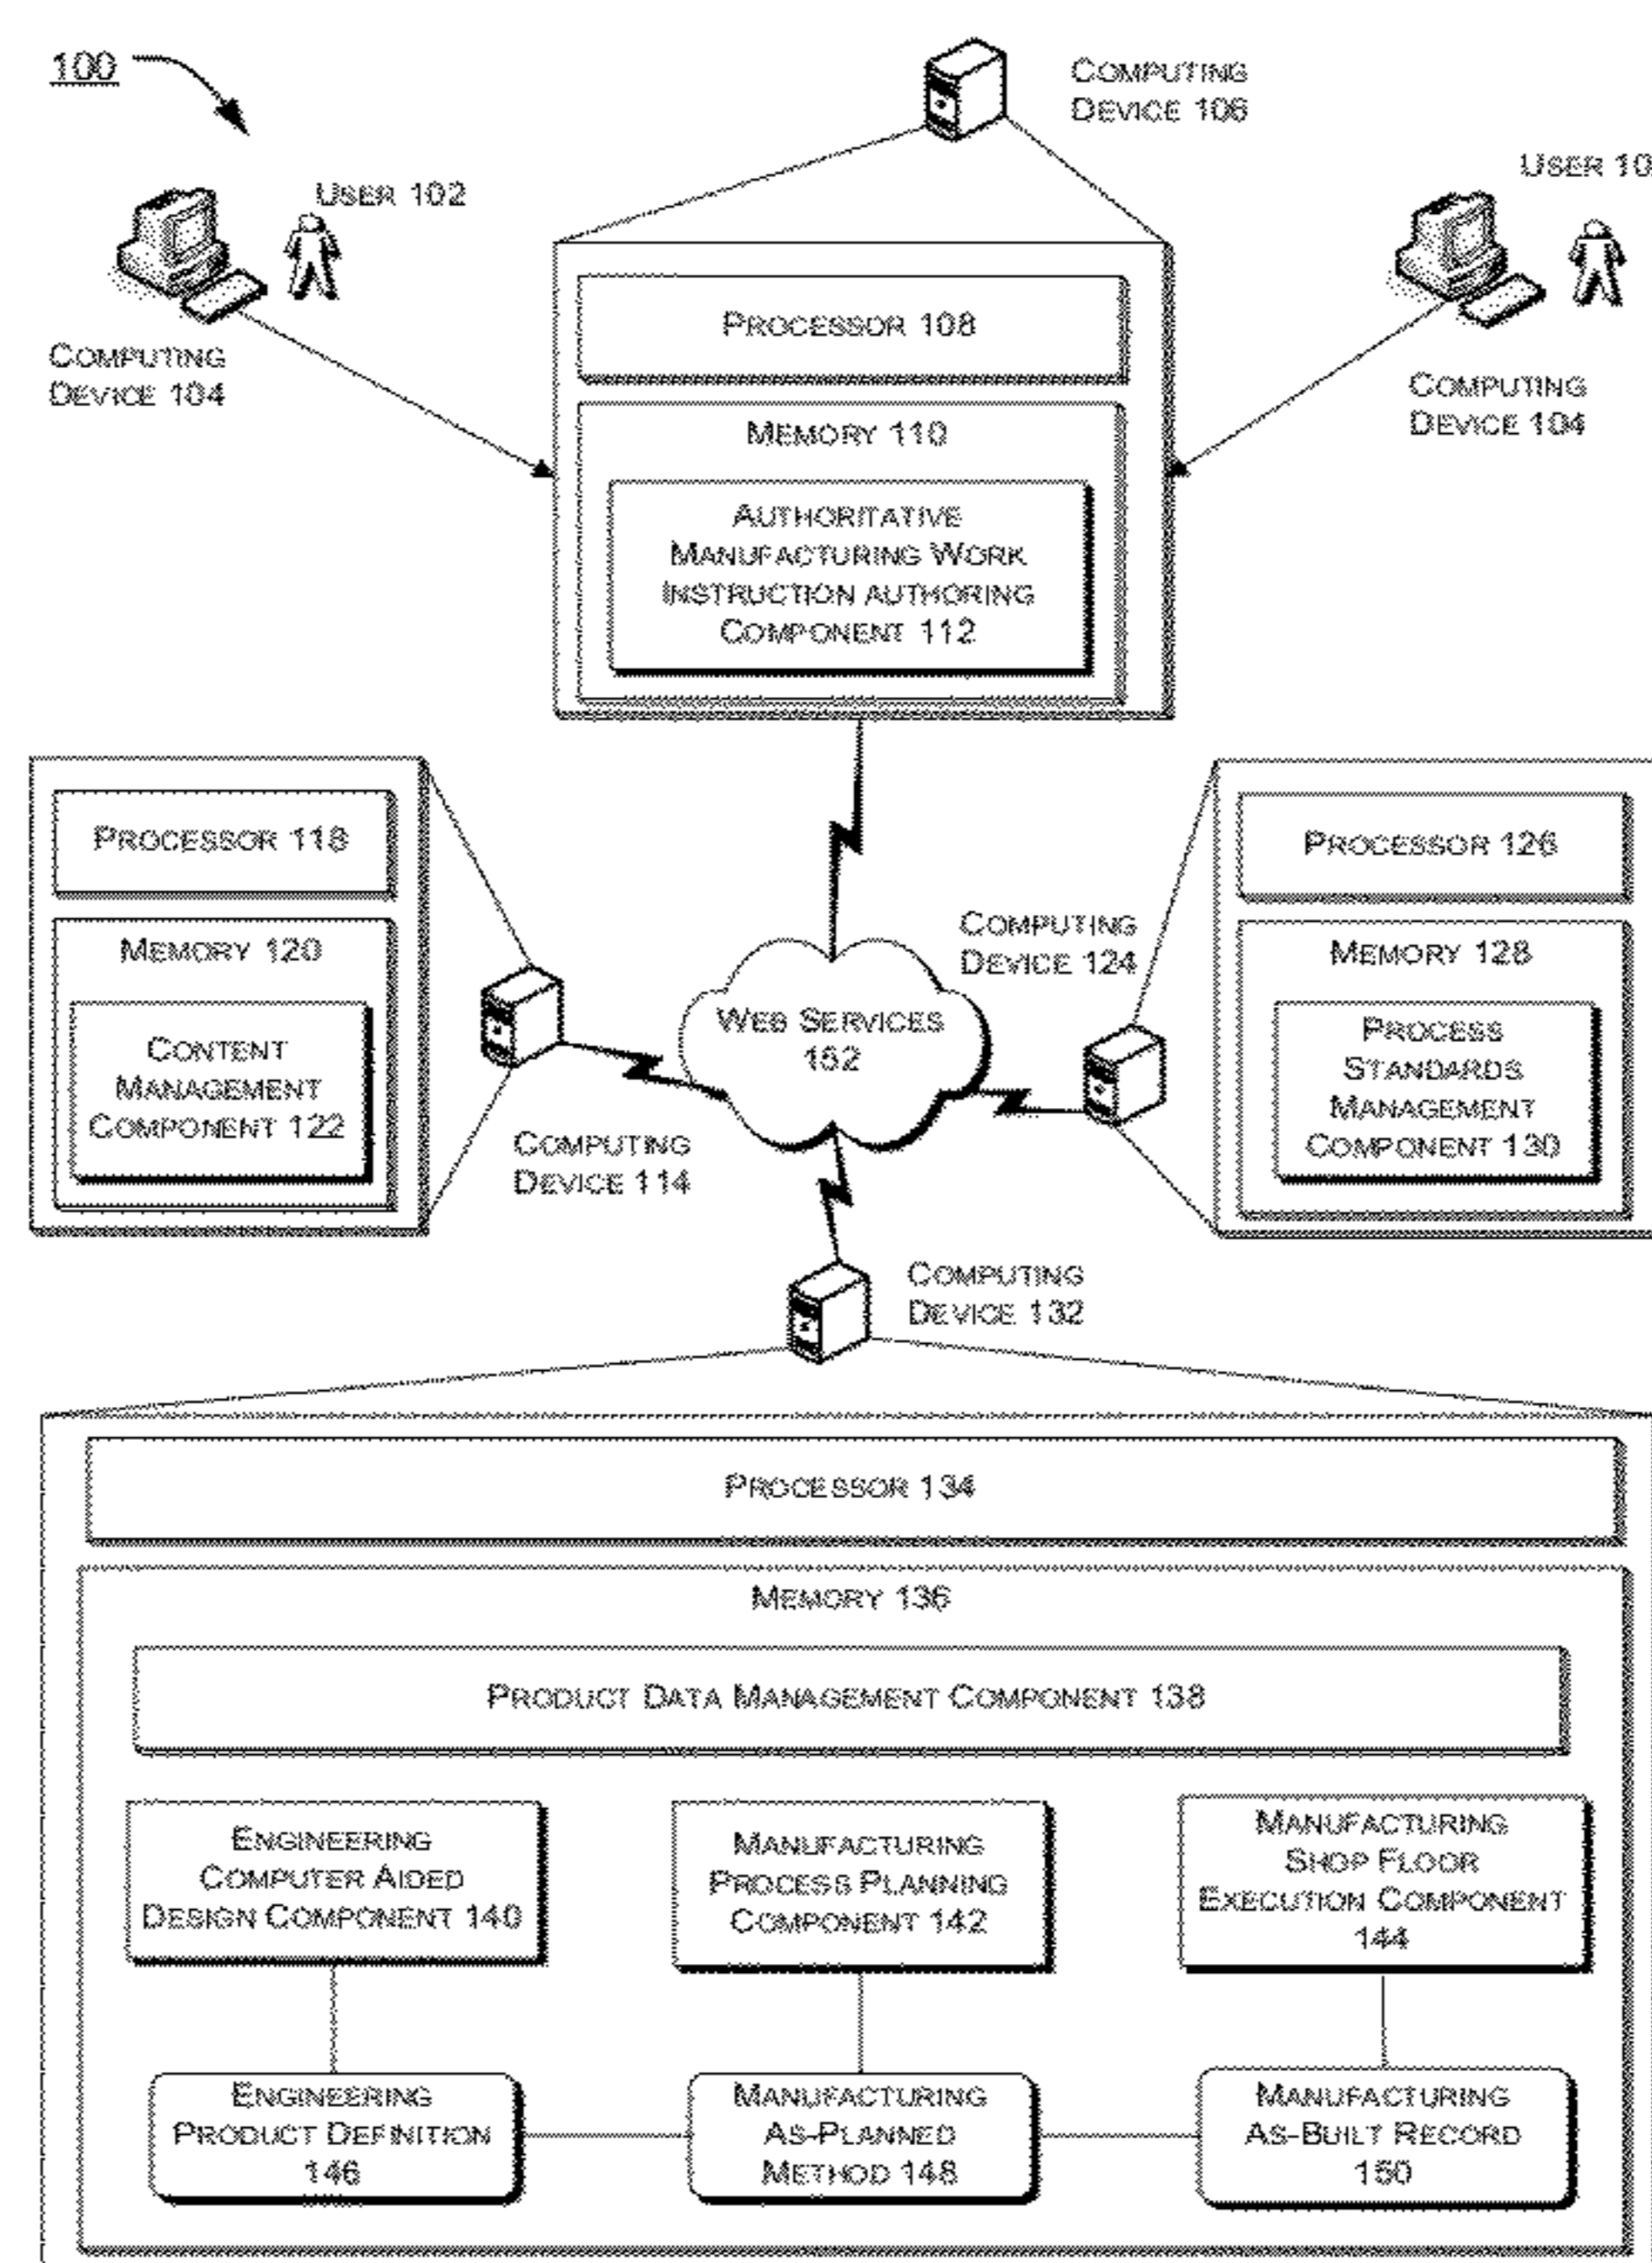 100
COMPUTING
DEVICE 106
USER 102
USER 10
PROCESSOR 108
COMPUTING
DEVICE 104
COMPUTING
DEVICE 104
MEMORY 110
AUTHORITATIVE
MANUFACTURING WORK
INSTRUCTION AUTHORING
COMPONENT 112
PROCESSOR 118
PROCESSOR 126
MEMORY 120
COMPUTING
DEVICE 124
MEMORY 128
CONTENT
MANAGEMENT
COMPONENT 122
WEB SERVICES
152
PROCESS
STANDARDS
MANAGEMENT
COMPONENT 130
COMPUTING
DEVICE 114
COMPUTING
DEVICE 132
PROCESSOR 134
MEMORY 136
PRODUCT DATA MANAGEMENT COMPONENT 138
ENGINEERING
COMPUTER AIDED
DESIGN COMPONENT 140
MANUFACTURING
PROCESS PLANNING
COMPONENT 142
MANUFACTURING
SHOP FLOOR
EXECUTION COMPONENT
144
ENGINEERING
PRODUCT DEFINITION
146
MANUFACTURING
AS-PLANNED
METHOD 148
MANUFACTURING
AS-BUILT RECORD
150